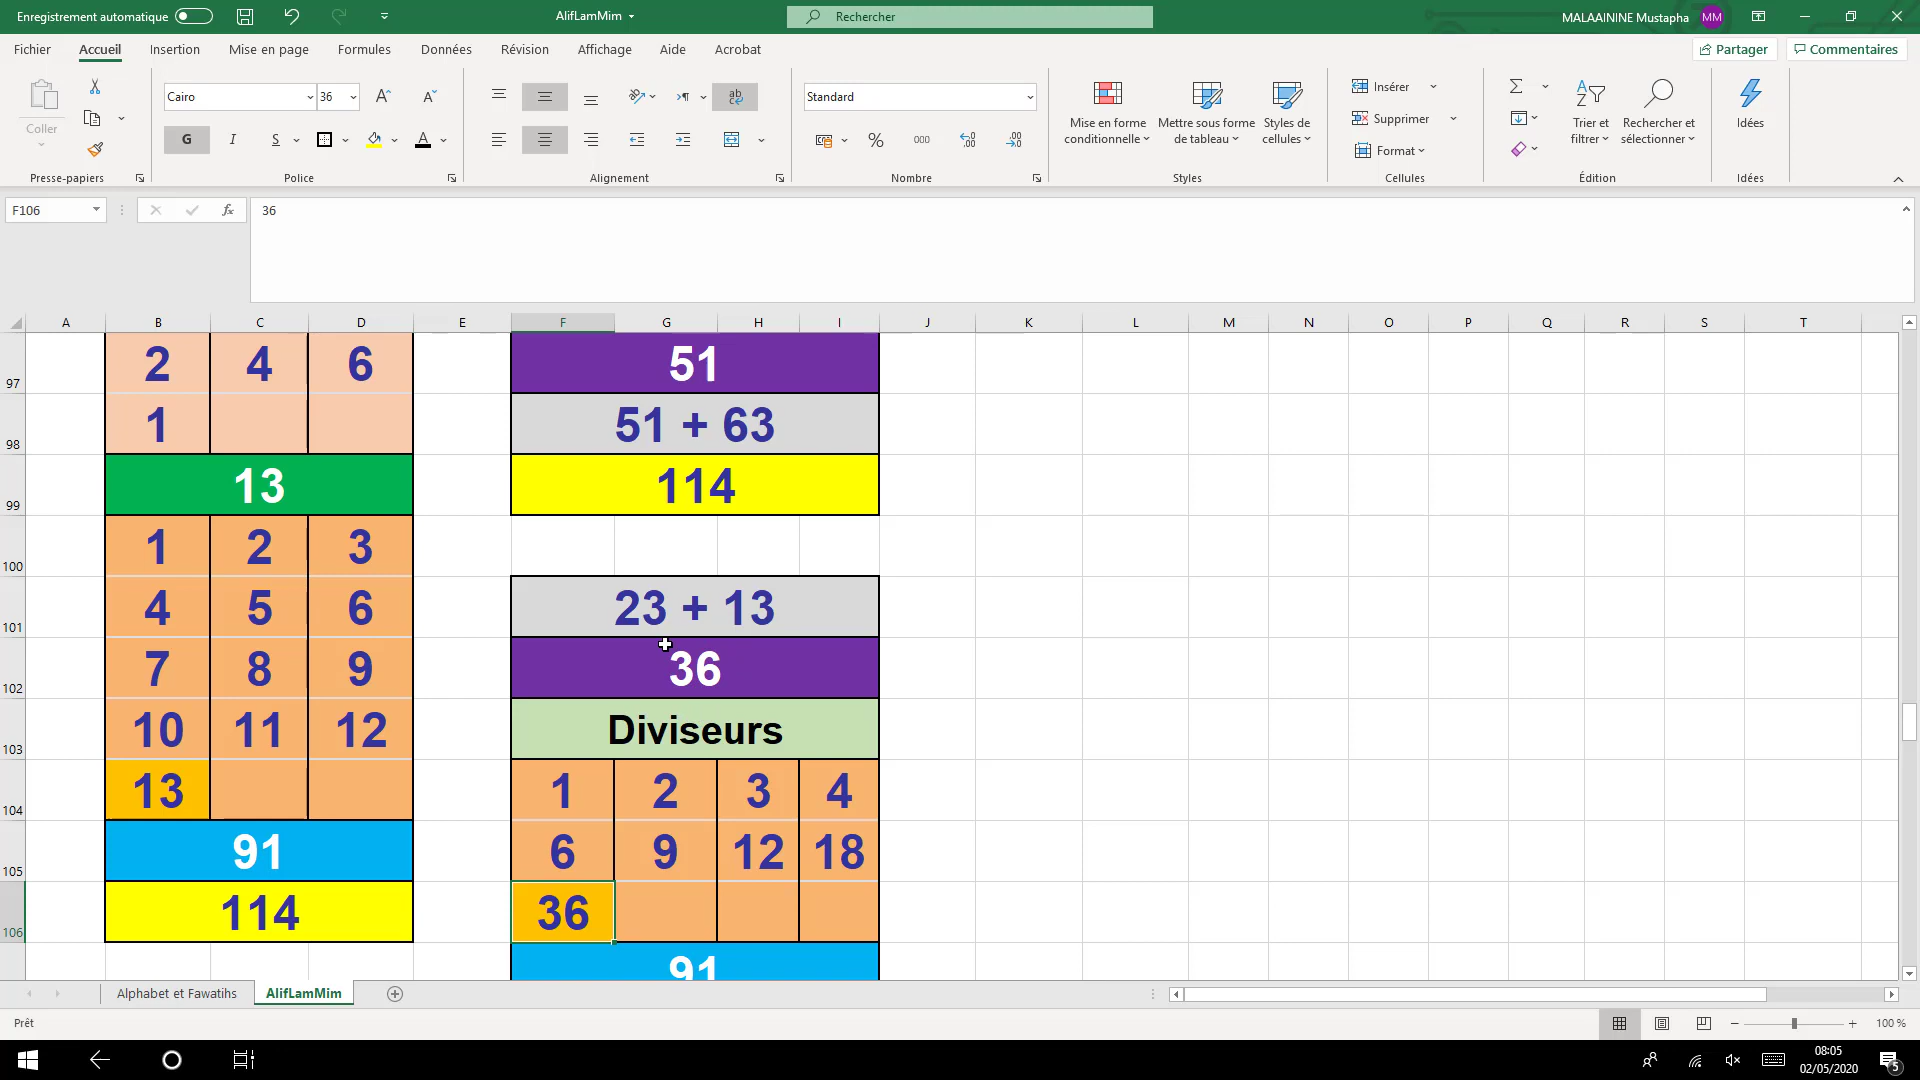 Enregistrement automatique
AlifLamMim
Rechercher
MALAAININE Mustapha MM
Fichier Accueil Insertion Mise en page Formules Données Révision Affichage Aide Acrobat
Partager Commentaires
Coller
Presse-papiers
Cairo 36
G I S
Police
Alignement
Standard
% 000
Nombre
Mise en forme conditionnelle
Mettre sous forme de tableau
Styles de cellules
Styles
Insérer
Supprimer
Format
Cellules
Trier et filtrer
Rechercher et sélectionner
Édition
Idées
Idées
F106 fx 36
A B C D E F G H I J K L M N O P Q R S T
97 2 4 6 51
98 1 51 + 63
99 13 114
100 1 2 3
101 4 5 6 23 + 13
102 7 8 9 36
103 10 11 12 Diviseurs
104 13 1 2 3 4
105 91 6 9 12 18
106 114 36
91
Alphabet et Fawatihs AlifLamMim
Prêt
100 %
08:05
02/05/2020
5